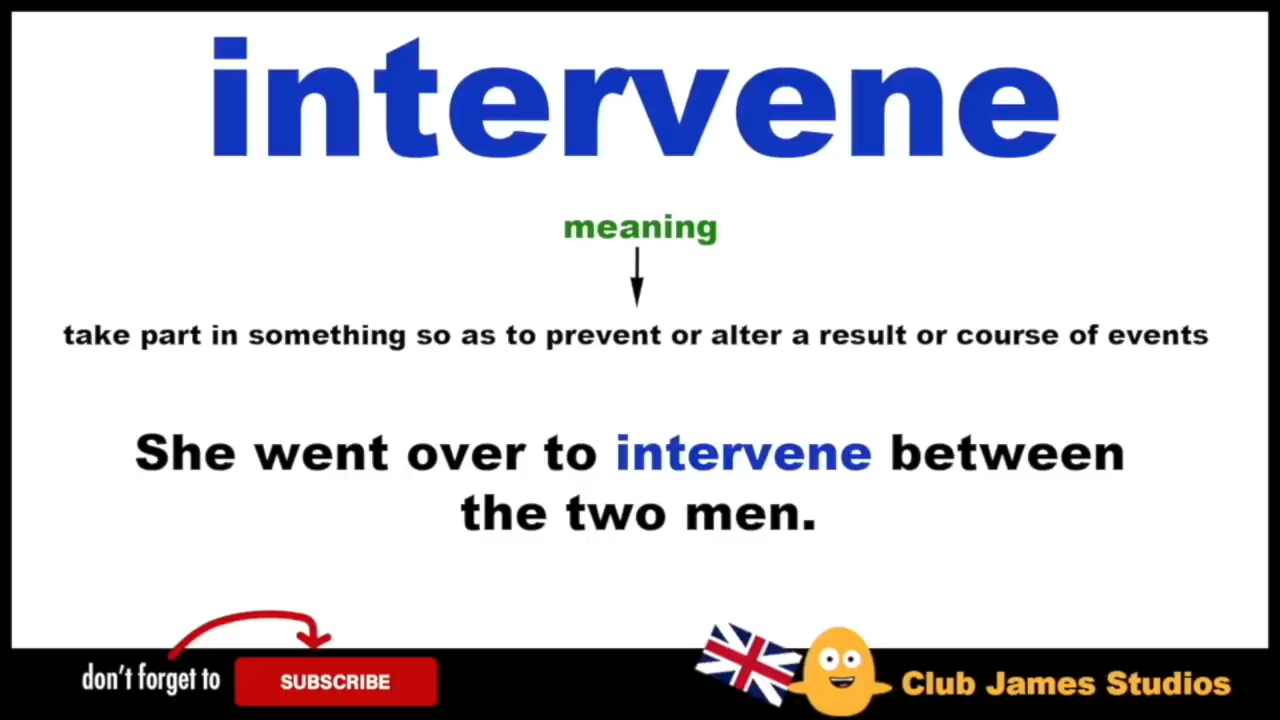 intervene
meaning
take part in something so as to prevent or alter a result or course of events
She went over to intervene between
the two men.
don't forget to SUBSCRIBE
Club James Studios